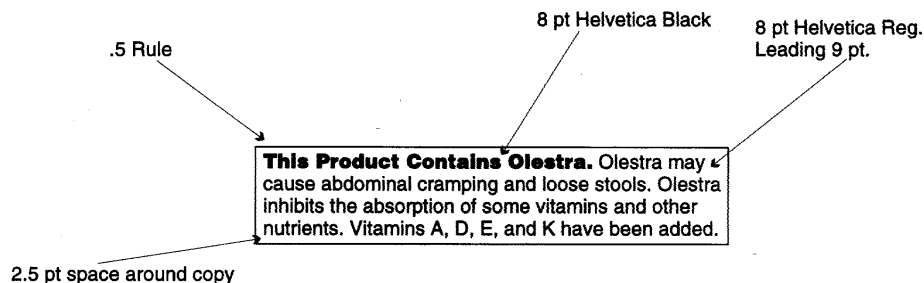 8 pt Helvetica Black
8 pt Helvetica Reg.
Leading 9 pt.
.5 Rule
This Product Contains Olestra. Olestra may
cause abdominal cramping and loose stools. Olestra
inhibits the absorption of some vitamins and other
nutrients. Vitamins A, D, E, and K have been added.
2.5 pt space around copy